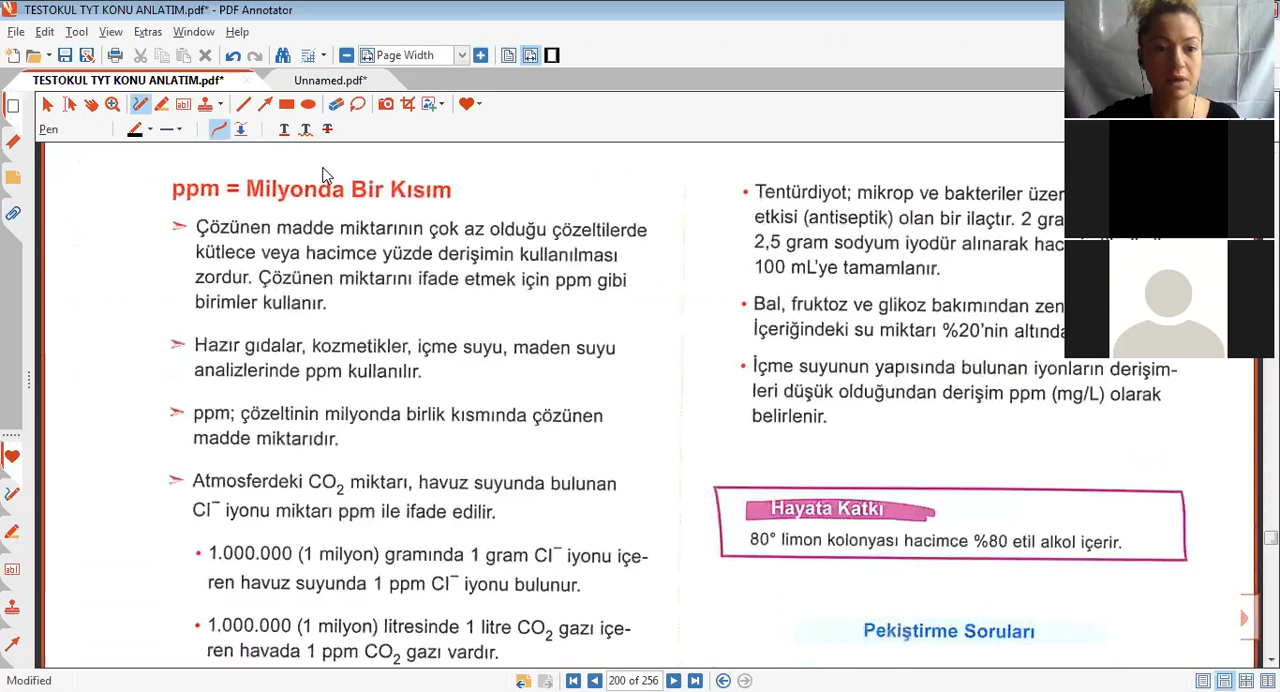 TESTOKUL TYT KONU ANLATIM.pdf* - PDF Annotator
File Edit Tool View Extras Window Help
Page Width
TESTOKUL TYT KONU ANLATIM.pdf* Unnamed.pdf*
Pen
ppm = Milyonda Bir Kısım
➢ Çözünen madde miktarının çok az olduğu çözeltilerde
kütlece veya hacimce yüzde derişimin kullanılması
zordur. Çözünen miktarını ifade etmek için ppm gibi
birimler kullanır.
➢ Hazır gıdalar, kozmetikler, içme suyu, maden suyu
analizlerinde ppm kullanılır.
➢ ppm; çözeltinin milyonda birlik kısmında çözünen
madde miktarıdır.
➢ Atmosferdeki CO₂ miktarı, havuz suyunda bulunan
Cl⁻ iyonu miktarı ppm ile ifade edilir.
• 1.000.000 (1 milyon) gramında 1 gram Cl⁻ iyonu içe-
ren havuz suyunda 1 ppm Cl⁻ iyonu bulunur.
• 1.000.000 (1 milyon) litresinde 1 litre CO₂ gazı içe-
ren havada 1 ppm CO₂ gazı vardır.
• Tentürdiyot; mikrop ve bakteriler üzer
etkisi (antiseptik) olan bir ilaçtır. 2 gra
2,5 gram sodyum iyodür alınarak hac
100 mL'ye tamamlanır.
• Bal, fruktoz ve glikoz bakımından zen
İçeriğindeki su miktarı %20'nin altında
• İçme suyunun yapısında bulunan iyonların derişim-
leri düşük olduğundan derişim ppm (mg/L) olarak
belirlenir.
Hayata Katkı
80° limon kolonyası hacimce %80 etil alkol içerir.
Pekiştirme Soruları
Modified
200 of 256